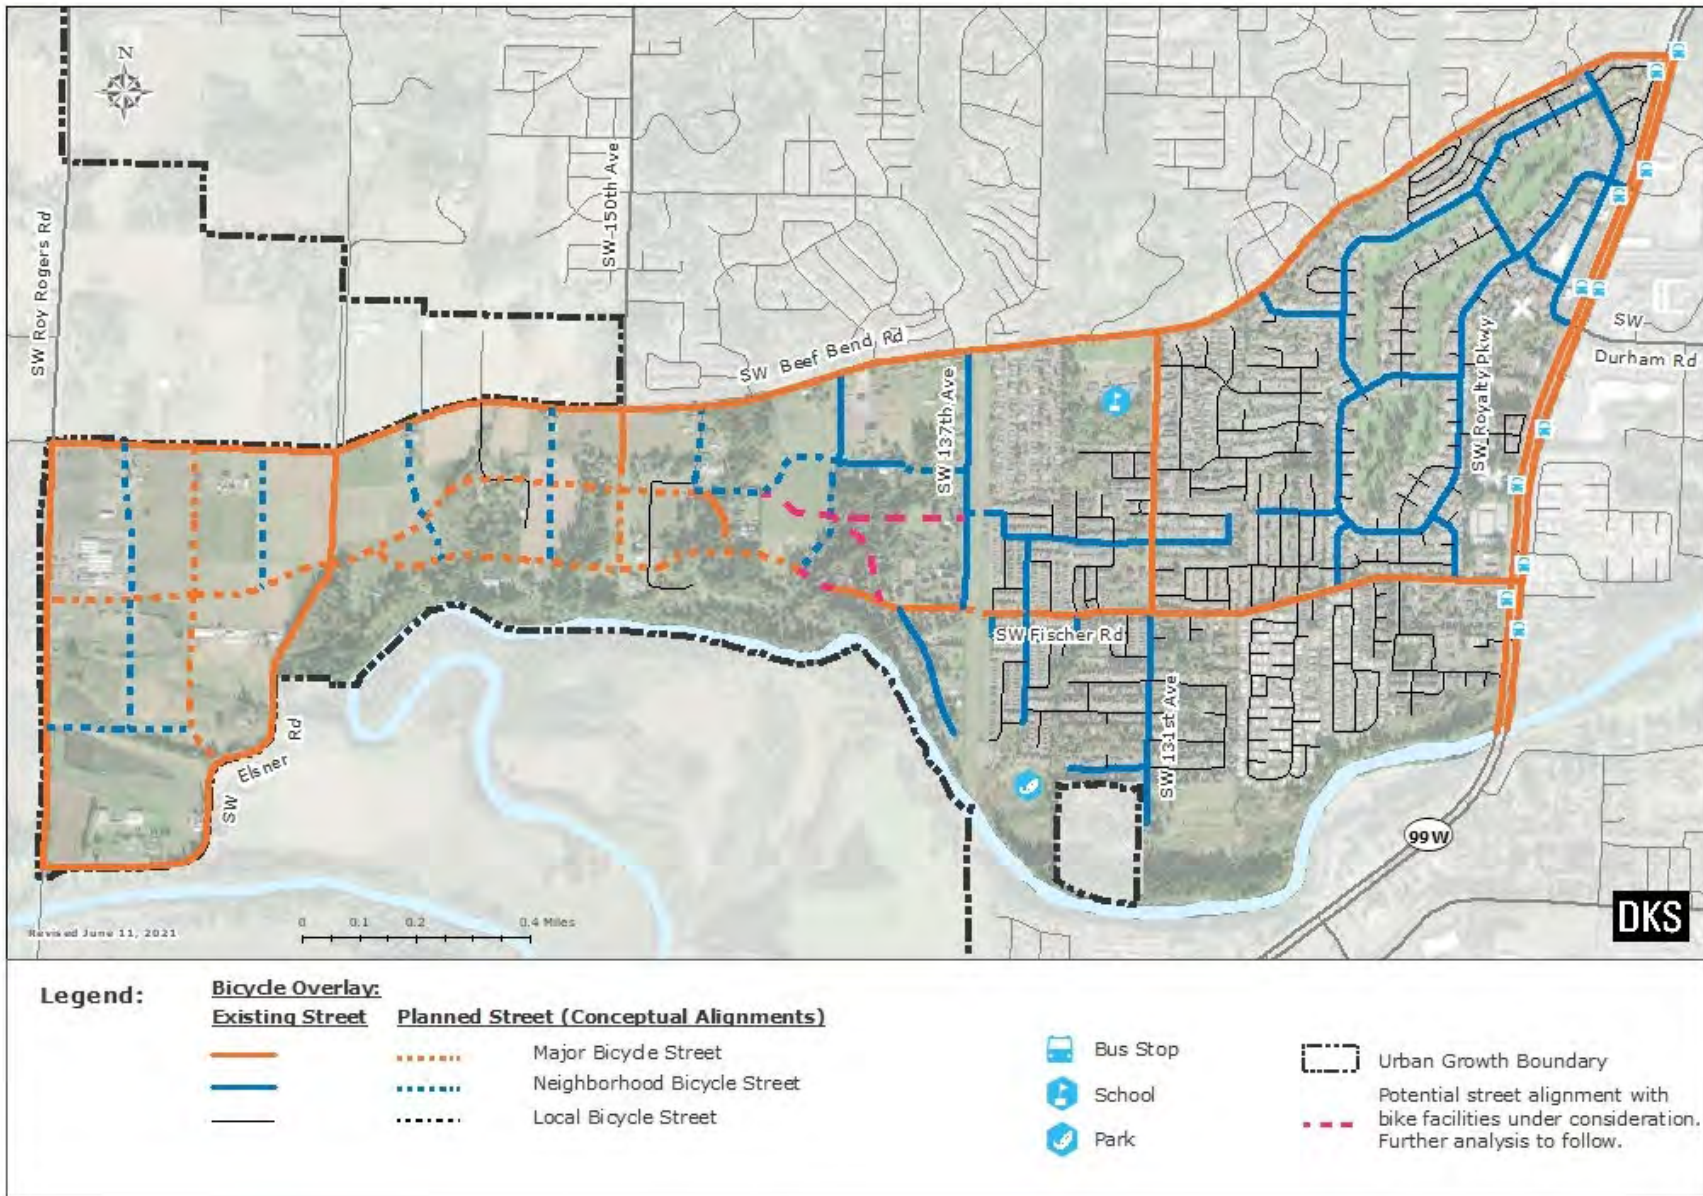 N
SW Roy Rogers Rd
SW 150th Ave
SW Beef Bend Rd
SW 137th Ave
SW Royalty Pkwy
SW
Durham Rd
SW Fischer Rd
SW 131st Ave
SW Elsner Rd
99W
DKS
0 0.1 0.2 0.4 Miles
Revised June 11, 2021
Legend:
Bicycle Overlay:
Existing Street Planned Street (Conceptual Alignments)
Major Bicycle Street
Neighborhood Bicycle Street
Local Bicycle Street
Bus Stop
School
Park
Urban Growth Boundary
Potential street alignment with
bike facilities under consideration.
Further analysis to follow.